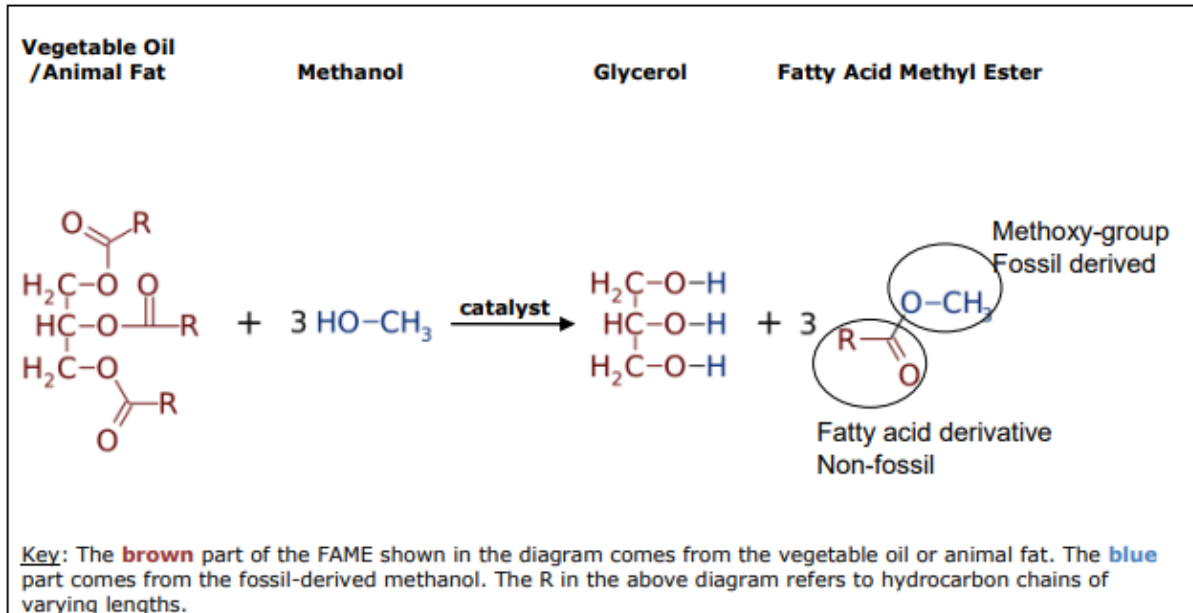 Vegetable Oil
/Animal Fat
Methanol
Glycerol
Fatty Acid Methyl Ester
O
R
H₂C–O
O
HC–O
R
H₂C–O
R
O
+
3 HO–CH₃
catalyst
H₂C–O–H
HC–O–H
H₂C–O–H
+
3
R
O–CH₃
O
Methoxy-group
Fossil derived
Fatty acid derivative
Non-fossil
Key: The brown part of the FAME shown in the diagram comes from the vegetable oil or animal fat. The blue
part comes from the fossil-derived methanol. The R in the above diagram refers to hydrocarbon chains of
varying lengths.